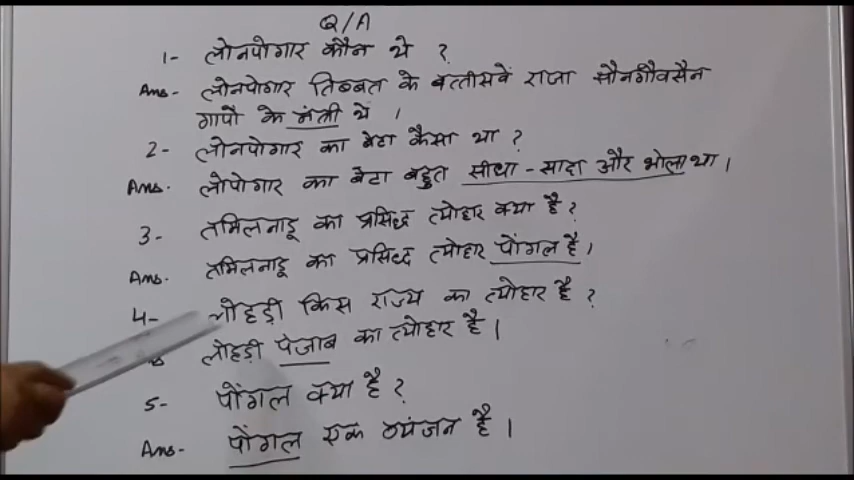 Q/A
1- लोनपोगार कौन थे ?
Ans- लोनपोगार तिब्बत के बत्तीसवें राजा सौनगौवसैन
गापो के मंत्री थे ।
2- लोनपोगार का बेटा कैसा था ?
Ans. लोपोगार का बेटा बहुत सीधा-सादा और भोला था ।
3- तमिलनाडू का प्रसिद्ध त्योहार क्या है ?
Ans. तमिलनाडू का प्रसिद्ध त्योहार पोंगल है ।
4- लोहड़ी किस राज्य का त्योहार है ?
लोहड़ी पंजाब का त्योहार है ।
5- पोंगल क्या है ?
Ans- पोंगल एक व्यंजन है ।